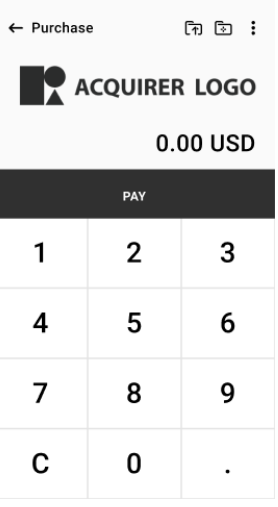 Purchase
ACQUIRER LOGO
0.00 USD
PAY
1 2 3
4 5 6
7 8 9
C 0 .